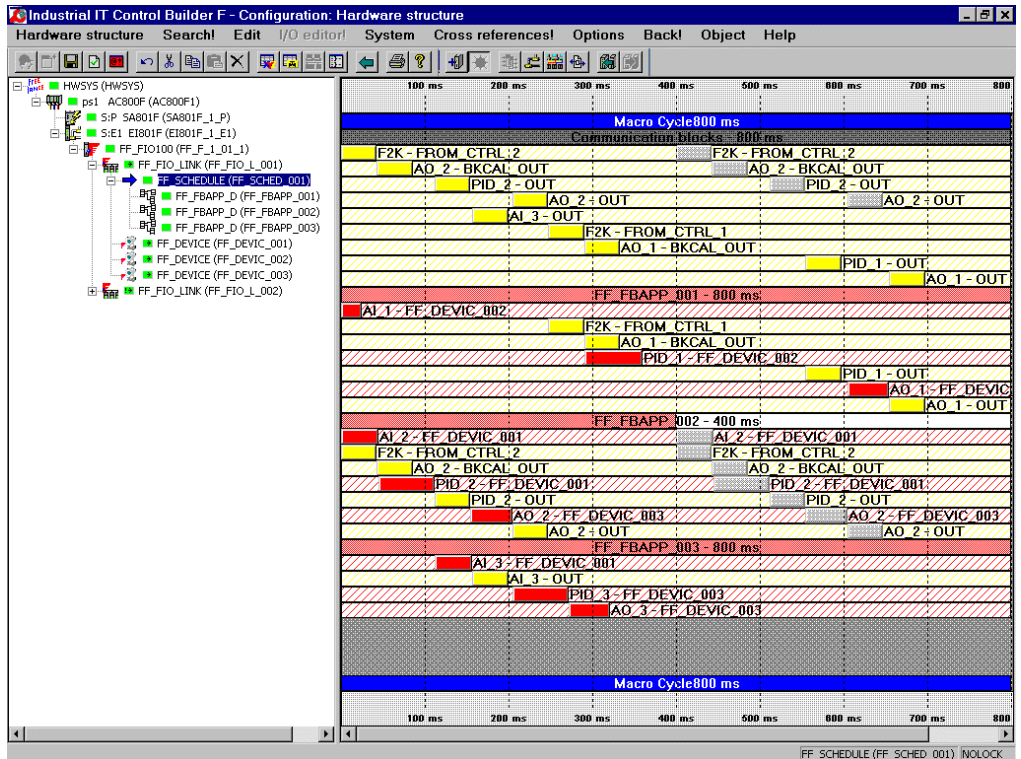 Industrial IT Control Builder F - Configuration: Hardware structure
Hardware structure Search! Edit I/O editor! System Cross references! Options Back! Object Help
HWSYS (HWSYS)
ps1 AC800F (AC800F1)
S:P SA801F (SA801F_1_P)
S:E1 EI801F (EI801F_1_E1)
FF_FIO100 (FF_F_1_01_1)
FF_FIO_LINK (FF_FIO_L_001)
FF_SCHEDULE (FF_SCHED_001)
FF_FBAPP_D (FF_FBAPP_001)
FF_FBAPP_D (FF_FBAPP_002)
FF_FBAPP_D (FF_FBAPP_003)
FF_DEVICE (FF_DEVIC_001)
FF_DEVICE (FF_DEVIC_002)
FF_DEVICE (FF_DEVIC_003)
FF_FIO_LINK (FF_FIO_L_002)
100 ms 200 ms 300 ms 400 ms 500 ms 600 ms 700 ms 800
Macro Cycle800 ms
Communication blocks - 800 ms
F2K - FROM_CTRL_2 F2K - FROM_CTRL_2
AO_2 - BKCAL_OUT AO_2 - BKCAL_OUT
PID_2 - OUT PID_2 - OUT
AO_2 - OUT AO_2 - OUT
AI_3 - OUT
F2K - FROM_CTRL_1
AO_1 - BKCAL_OUT
PID_1 - OUT
AO_1 - OUT
FF_FBAPP_001 - 800 ms
AI_1 - FF_DEVIC_002
F2K - FROM_CTRL_1
AO_1 - BKCAL_OUT
PID_1 - FF_DEVIC_002
PID_1 - OUT
AO_1 - FF_DEVIC
AO_1 - OUT
FF_FBAPP_002 - 400 ms
AI_2 - FF_DEVIC_001 AI_2 - FF_DEVIC_001
F2K - FROM_CTRL_2 F2K - FROM_CTRL_2
AO_2 - BKCAL_OUT AO_2 - BKCAL_OUT
PID_2 - FF_DEVIC_001 PID_2 - FF_DEVIC_001
PID_2 - OUT PID_2 - OUT
AO_2 - FF_DEVIC_003 AO_2 - FF_DEVIC_003
AO_2 - OUT AO_2 - OUT
FF_FBAPP_003 - 800 ms
AI_3 - FF_DEVIC_001
AI_3 - OUT
PID_3 - FF_DEVIC_003
AO_3 - FF_DEVIC_003
Macro Cycle800 ms
100 ms 200 ms 300 ms 400 ms 500 ms 600 ms 700 ms 800
FF_SCHEDULE (FF_SCHED_001) NOLOCK